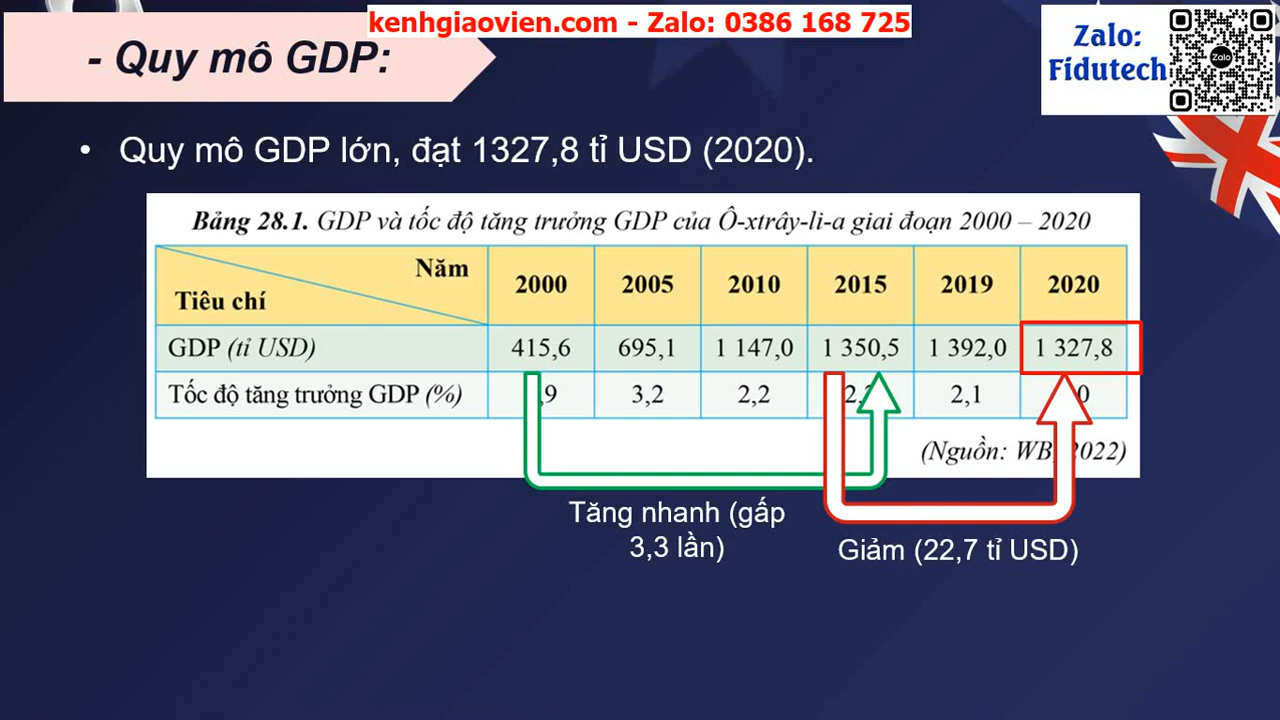 kenhgiaovien.com - Zalo: 0386 168 725
- Quy mô GDP:
Zalo:
Fidutech
Zalo
• Quy mô GDP lớn, đạt 1327,8 tỉ USD (2020).
Bảng 28.1. GDP và tốc độ tăng trưởng GDP của Ô-xtrây-li-a giai đoạn 2000 – 2020
Năm
Tiêu chí
2000 2005 2010 2015 2019 2020
GDP (tỉ USD) 415,6 695,1 1 147,0 1 350,5 1 392,0 1 327,8
Tốc độ tăng trưởng GDP (%) ,9 3,2 2,2 2,1 0
(Nguồn: WB, 2022)
Tăng nhanh (gấp
3,3 lần)
Giảm (22,7 tỉ USD)